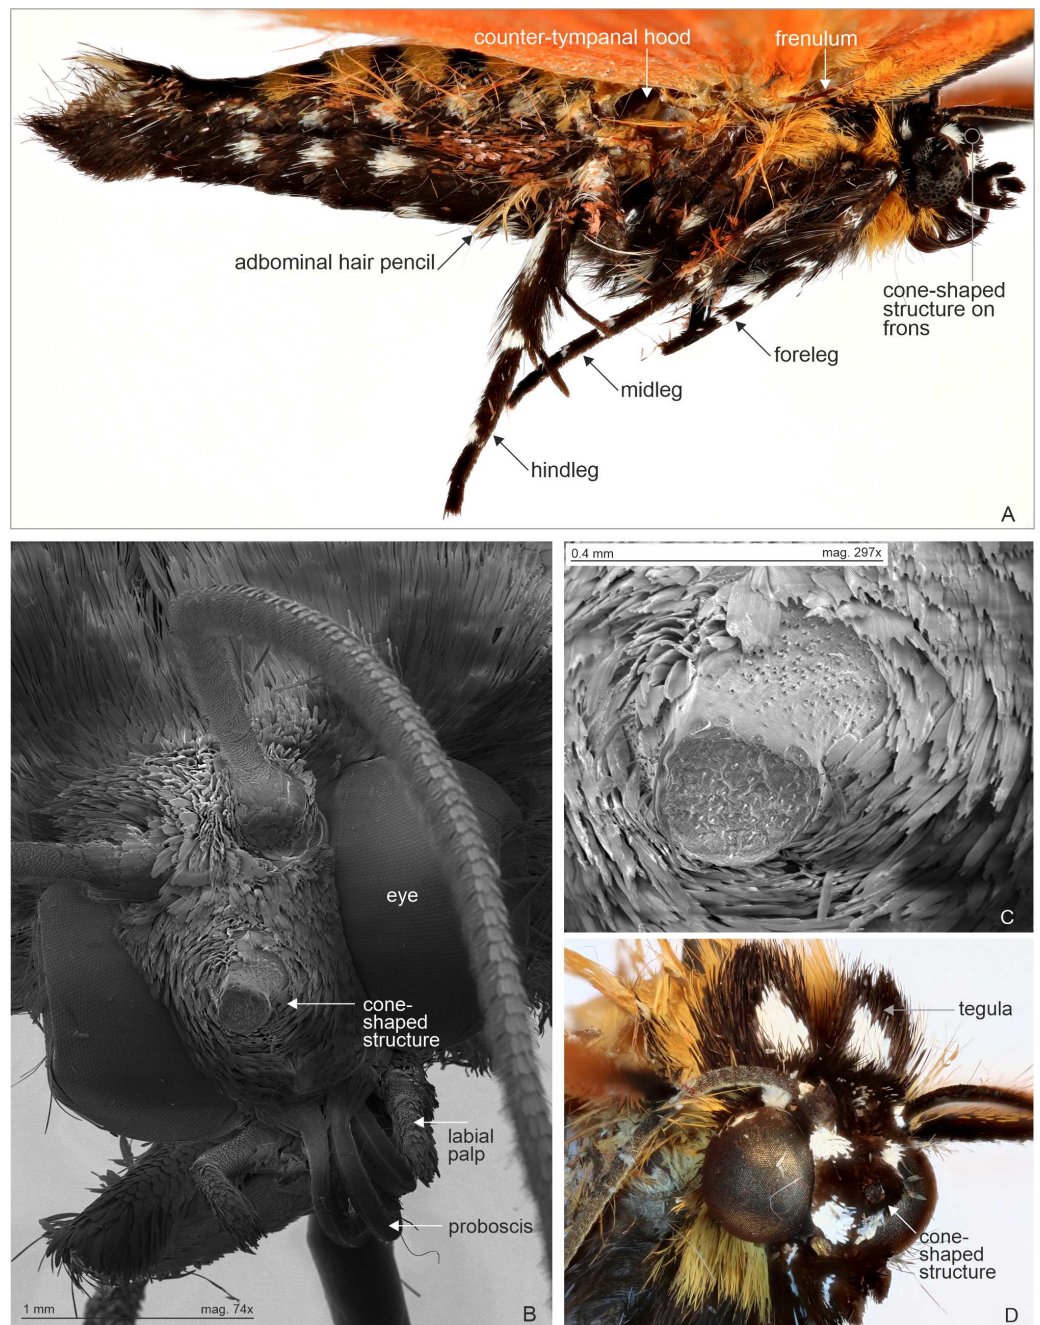 counter-tympanal hood
frenulum
adbominal hair pencil
cone-shaped
structure on
frons
foreleg
midleg
hindleg
A
0.4 mm
mag. 297x
eye
cone-
shaped
structure
labial
palp
proboscis
1 mm
mag. 74x
B
C
tegula
cone-
shaped
structure
D